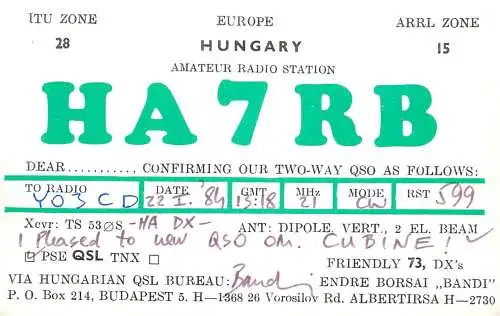 ITU ZONE EUROPE ARRL ZONE
28 HUNGARY 15
AMATEUR RADIO STATION
HA7RB
DEAR..........., CONFIRMING OUR TWO-WAY QSO AS FOLLOWS:
TO RADIO DATE GMT MHz MODE RST 599
YO3CD 22 I. '84 13:18 21 CW
Xcvr: TS 53ØS -HA DX- ANT: DIPOLE, VERT., 2 EL. BEAM
I pleased to new QSO om. CUBINE!
PSE QSL TNX FRIENDLY 73, DX's
VIA HUNGARIAN QSL BUREAU: Bandi ENDRE BORSAI „BANDI"
P. O. Box 214, BUDAPEST 5. H—1368 26 Vorosilov Rd. ALBERTIRSA H—2730